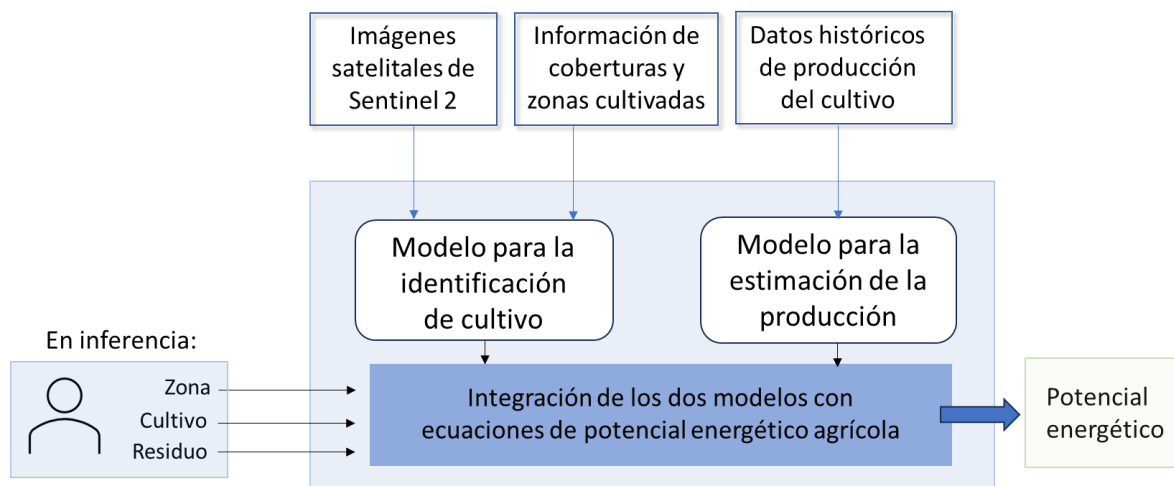 Imágenes
satelitales de
Sentinel 2
Información de
coberturas y
zonas cultivadas
Datos históricos
de producción
del cultivo
Modelo para la
identificación
de cultivo
Modelo para la
estimación de la
producción
En inferencia:
Zona
Cultivo
Residuo
Integración de los dos modelos con
ecuaciones de potencial energético agrícola
Potencial
energético